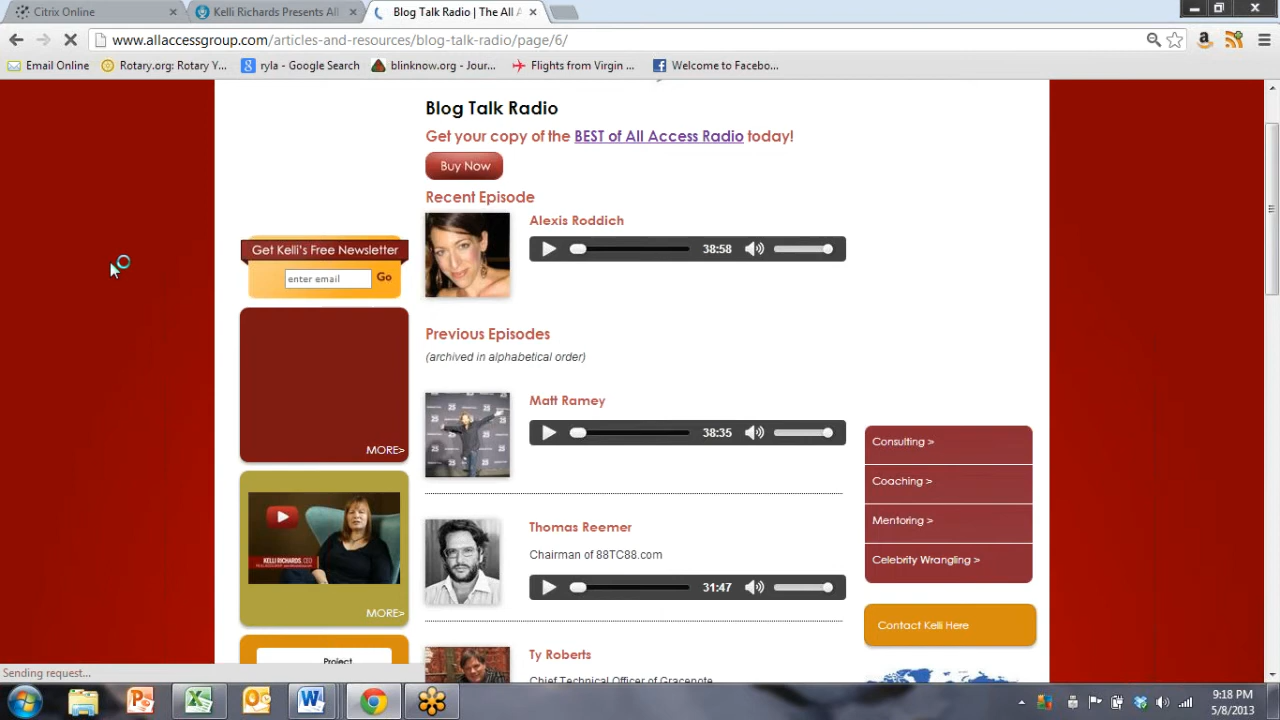 Citrix Online
Kelli Richards Presents All
Blog Talk Radio | The All A
www.allaccessgroup.com/articles-and-resources/blog-talk-radio/page/6/
Email Online
Rotary.org: Rotary Y...
ryla - Google Search
blinknow.org - Jour...
Flights from Virgin ...
Welcome to Facebo...
Blog Talk Radio
Get your copy of the BEST of All Access Radio today!
Buy Now
Recent Episode
Alexis Roddich
38:58
Get Kelli's Free Newsletter
enter email
Go
Previous Episodes
(archived in alphabetical order)
Matt Ramey
38:35
MORE>
Thomas Reemer
Chairman of 88TC88.com
31:47
KELLI RICHARDS, CEO
MORE>
Project
Ty Roberts
Chief Technical Officer of Gracenote
Consulting >
Coaching >
Mentoring >
Celebrity Wrangling >
Contact Kelli Here
Sending request...
9:18 PM
5/8/2013